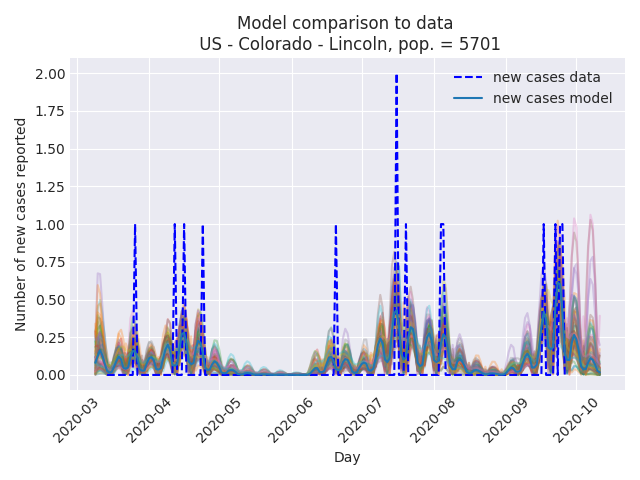 Model comparison to data
US - Colorado - Lincoln, pop. = 5701
new cases data
new cases model
Number of new cases reported
2.00
1.75
1.50
1.25
1.00
0.75
0.50
0.25
0.00
2020-03
2020-04
2020-05
2020-06
2020-07
2020-08
2020-09
2020-10
Day